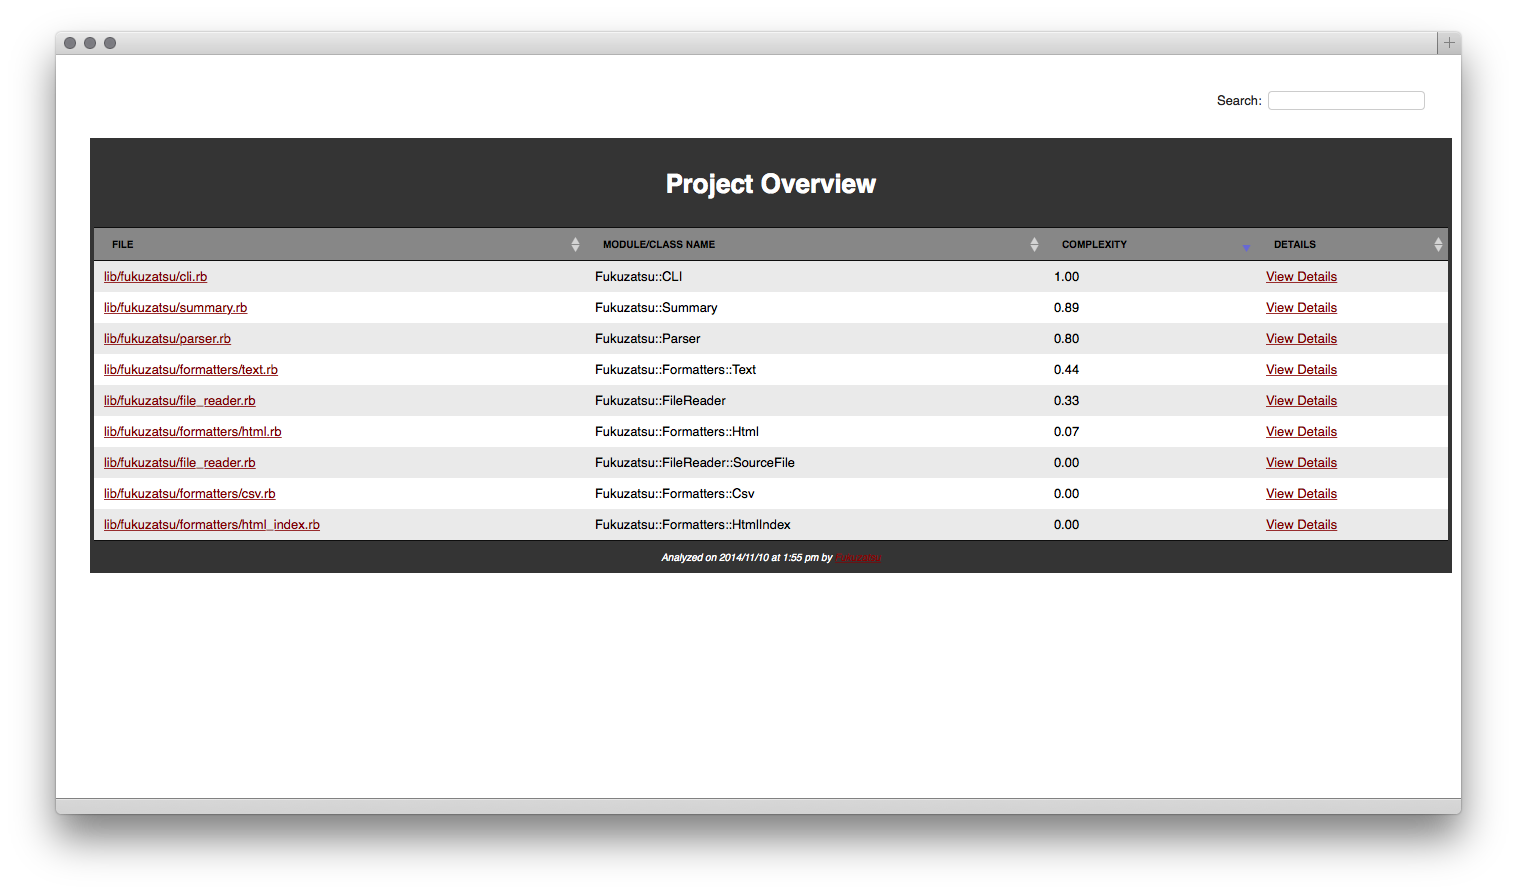 Search:
Project Overview
FILE MODULE/CLASS NAME COMPLEXITY DETAILS
lib/fukuzatsu/cli.rb Fukuzatsu::CLI 1.00 View Details
lib/fukuzatsu/summary.rb Fukuzatsu::Summary 0.89 View Details
lib/fukuzatsu/parser.rb Fukuzatsu::Parser 0.80 View Details
lib/fukuzatsu/formatters/text.rb Fukuzatsu::Formatters::Text 0.44 View Details
lib/fukuzatsu/file_reader.rb Fukuzatsu::FileReader 0.33 View Details
lib/fukuzatsu/formatters/html.rb Fukuzatsu::Formatters::Html 0.07 View Details
lib/fukuzatsu/file_reader.rb Fukuzatsu::FileReader::SourceFile 0.00 View Details
lib/fukuzatsu/formatters/csv.rb Fukuzatsu::Formatters::Csv 0.00 View Details
lib/fukuzatsu/formatters/html_index.rb Fukuzatsu::Formatters::HtmlIndex 0.00 View Details
Analyzed on 2014/11/10 at 1:55 pm by Fukuzatsu